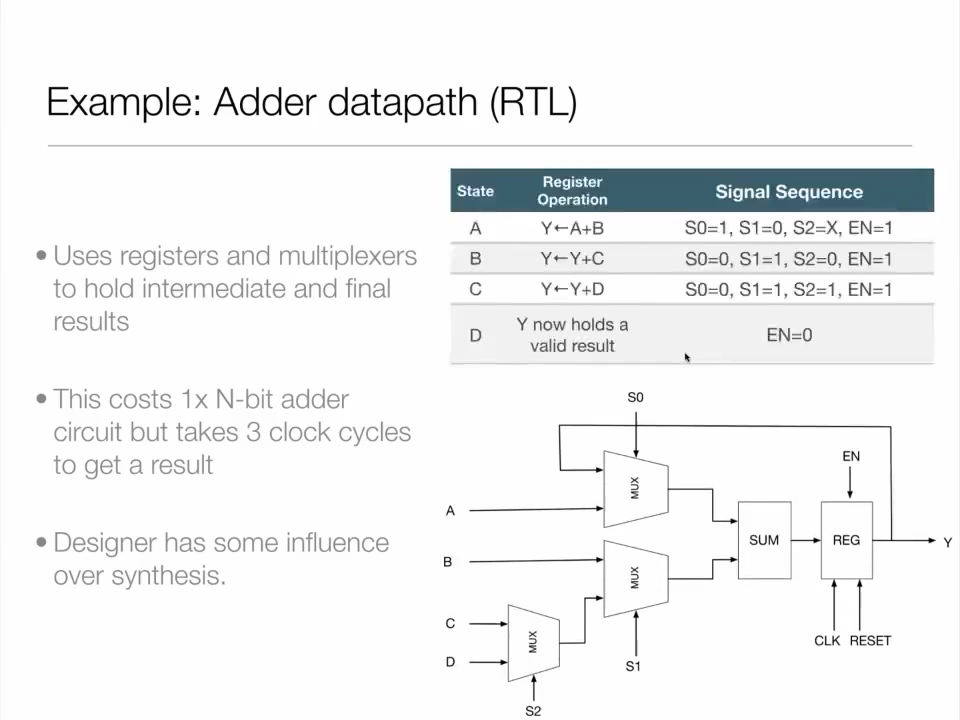 Example: Adder datapath (RTL)
• Uses registers and multiplexers
to hold intermediate and final
results
• This costs 1x N-bit adder
circuit but takes 3 clock cycles
to get a result
• Designer has some influence
over synthesis.
State Register Operation Signal Sequence
A Y←A+B S0=1, S1=0, S2=X, EN=1
B Y←Y+C S0=0, S1=1, S2=0, EN=1
C Y←Y+D S0=0, S1=1, S2=1, EN=1
D Y now holds a valid result EN=0
S0
EN
MUX
A
SUM
REG
Y
B
MUX
C
MUX
D
CLK RESET
S1
S2